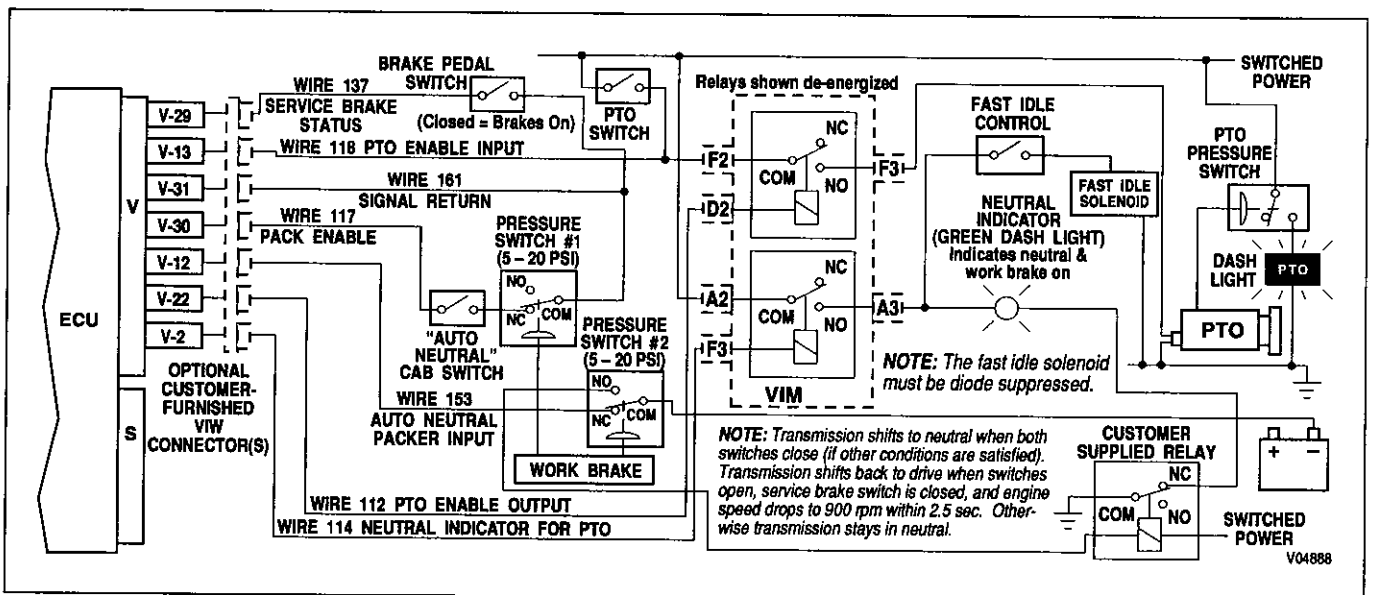 BRAKE PEDAL
SWITCH
(Closed = Brakes On)
WIRE 137
SERVICE BRAKE
STATUS
WIRE 118 PTO ENABLE INPUT
WIRE 161
SIGNAL RETURN
WIRE 117
PACK ENABLE
V-29
V-13
V-31
V-30
V-12
V-22
V-2
V
S
ECU
OPTIONAL
CUSTOMER-
FURNISHED
VIW
CONNECTOR(S)
PTO
SWITCH
PRESSURE
SWITCH #1
(5 – 20 PSI)
NO
NC
COM
"AUTO
NEUTRAL"
CAB SWITCH
PRESSURE
SWITCH #2
(5 – 20 PSI)
NO
NC
COM
WIRE 153
AUTO NEUTRAL
PACKER INPUT
WORK BRAKE
WIRE 112 PTO ENABLE OUTPUT
WIRE 114 NEUTRAL INDICATOR FOR PTO
Relays shown de-energized
F2
D2
A2
F3
NC
COM
NO
NC
COM
NO
F3
A3
VIM
FAST IDLE
CONTROL
FAST IDLE
SOLENOID
NEUTRAL
INDICATOR
(GREEN DASH LIGHT)
Indicates neutral &
work brake on
SWITCHED
POWER
PTO
PRESSURE
SWITCH
DASH
LIGHT
PTO
PTO
NOTE: The fast idle solenoid
must be diode suppressed.
NOTE: Transmission shifts to neutral when both
switches close (if other conditions are satisfied).
Transmission shifts back to drive when switches
open, service brake switch is closed, and engine
speed drops to 900 rpm within 2.5 sec. Other-
wise transmission stays in neutral.
CUSTOMER
SUPPLIED RELAY
NC
COM
NO
+ –
SWITCHED
POWER
V04888